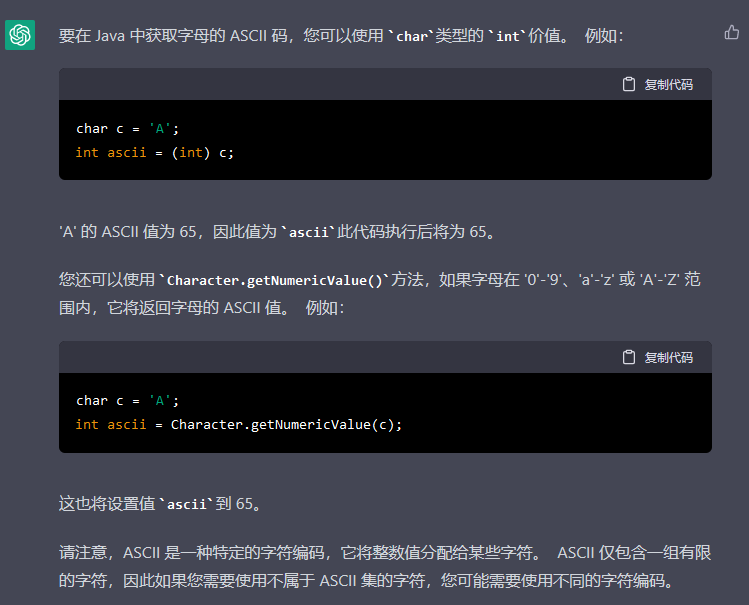 要在 Java 中获取字母的 ASCII 码，您可以使用 `char`类型的 `int`价值。 例如：
复制代码
char c = 'A';
int ascii = (int) c;
'A' 的 ASCII 值为 65，因此值为 `ascii`此代码执行后将为 65。
您还可以使用 `Character.getNumericValue()`方法，如果字母在 '0'-'9'、'a'-'z' 或 'A'-'Z' 范
围内，它将返回字母的 ASCII 值。 例如：
复制代码
char c = 'A';
int ascii = Character.getNumericValue(c);
这也将设置值 `ascii`到 65。
请注意，ASCII 是一种特定的字符编码，它将整数值分配给某些字符。 ASCII 仅包含一组有限
的字符，因此如果您需要使用不属于 ASCII 集的字符，您可能需要使用不同的字符编码。